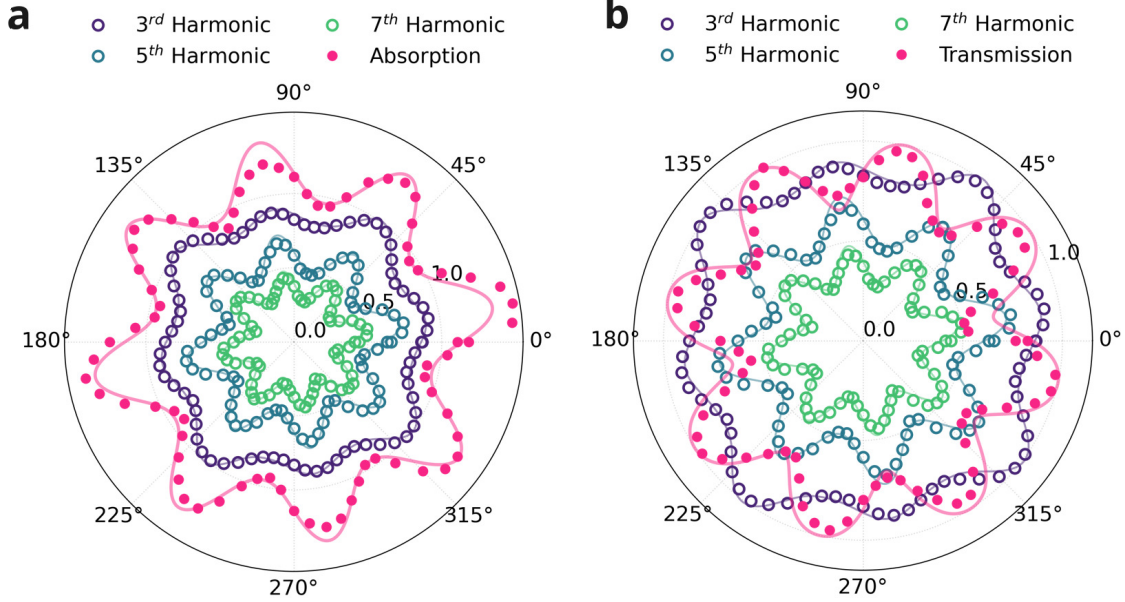 a
3rd Harmonic
7th Harmonic
5th Harmonic
Absorption
90°
135°
45°
1.0
0.5
0.0
180°
0°
225°
315°
270°
b
3rd Harmonic
7th Harmonic
5th Harmonic
Transmission
90°
135°
45°
1.0
0.5
0.0
180°
0°
225°
315°
270°